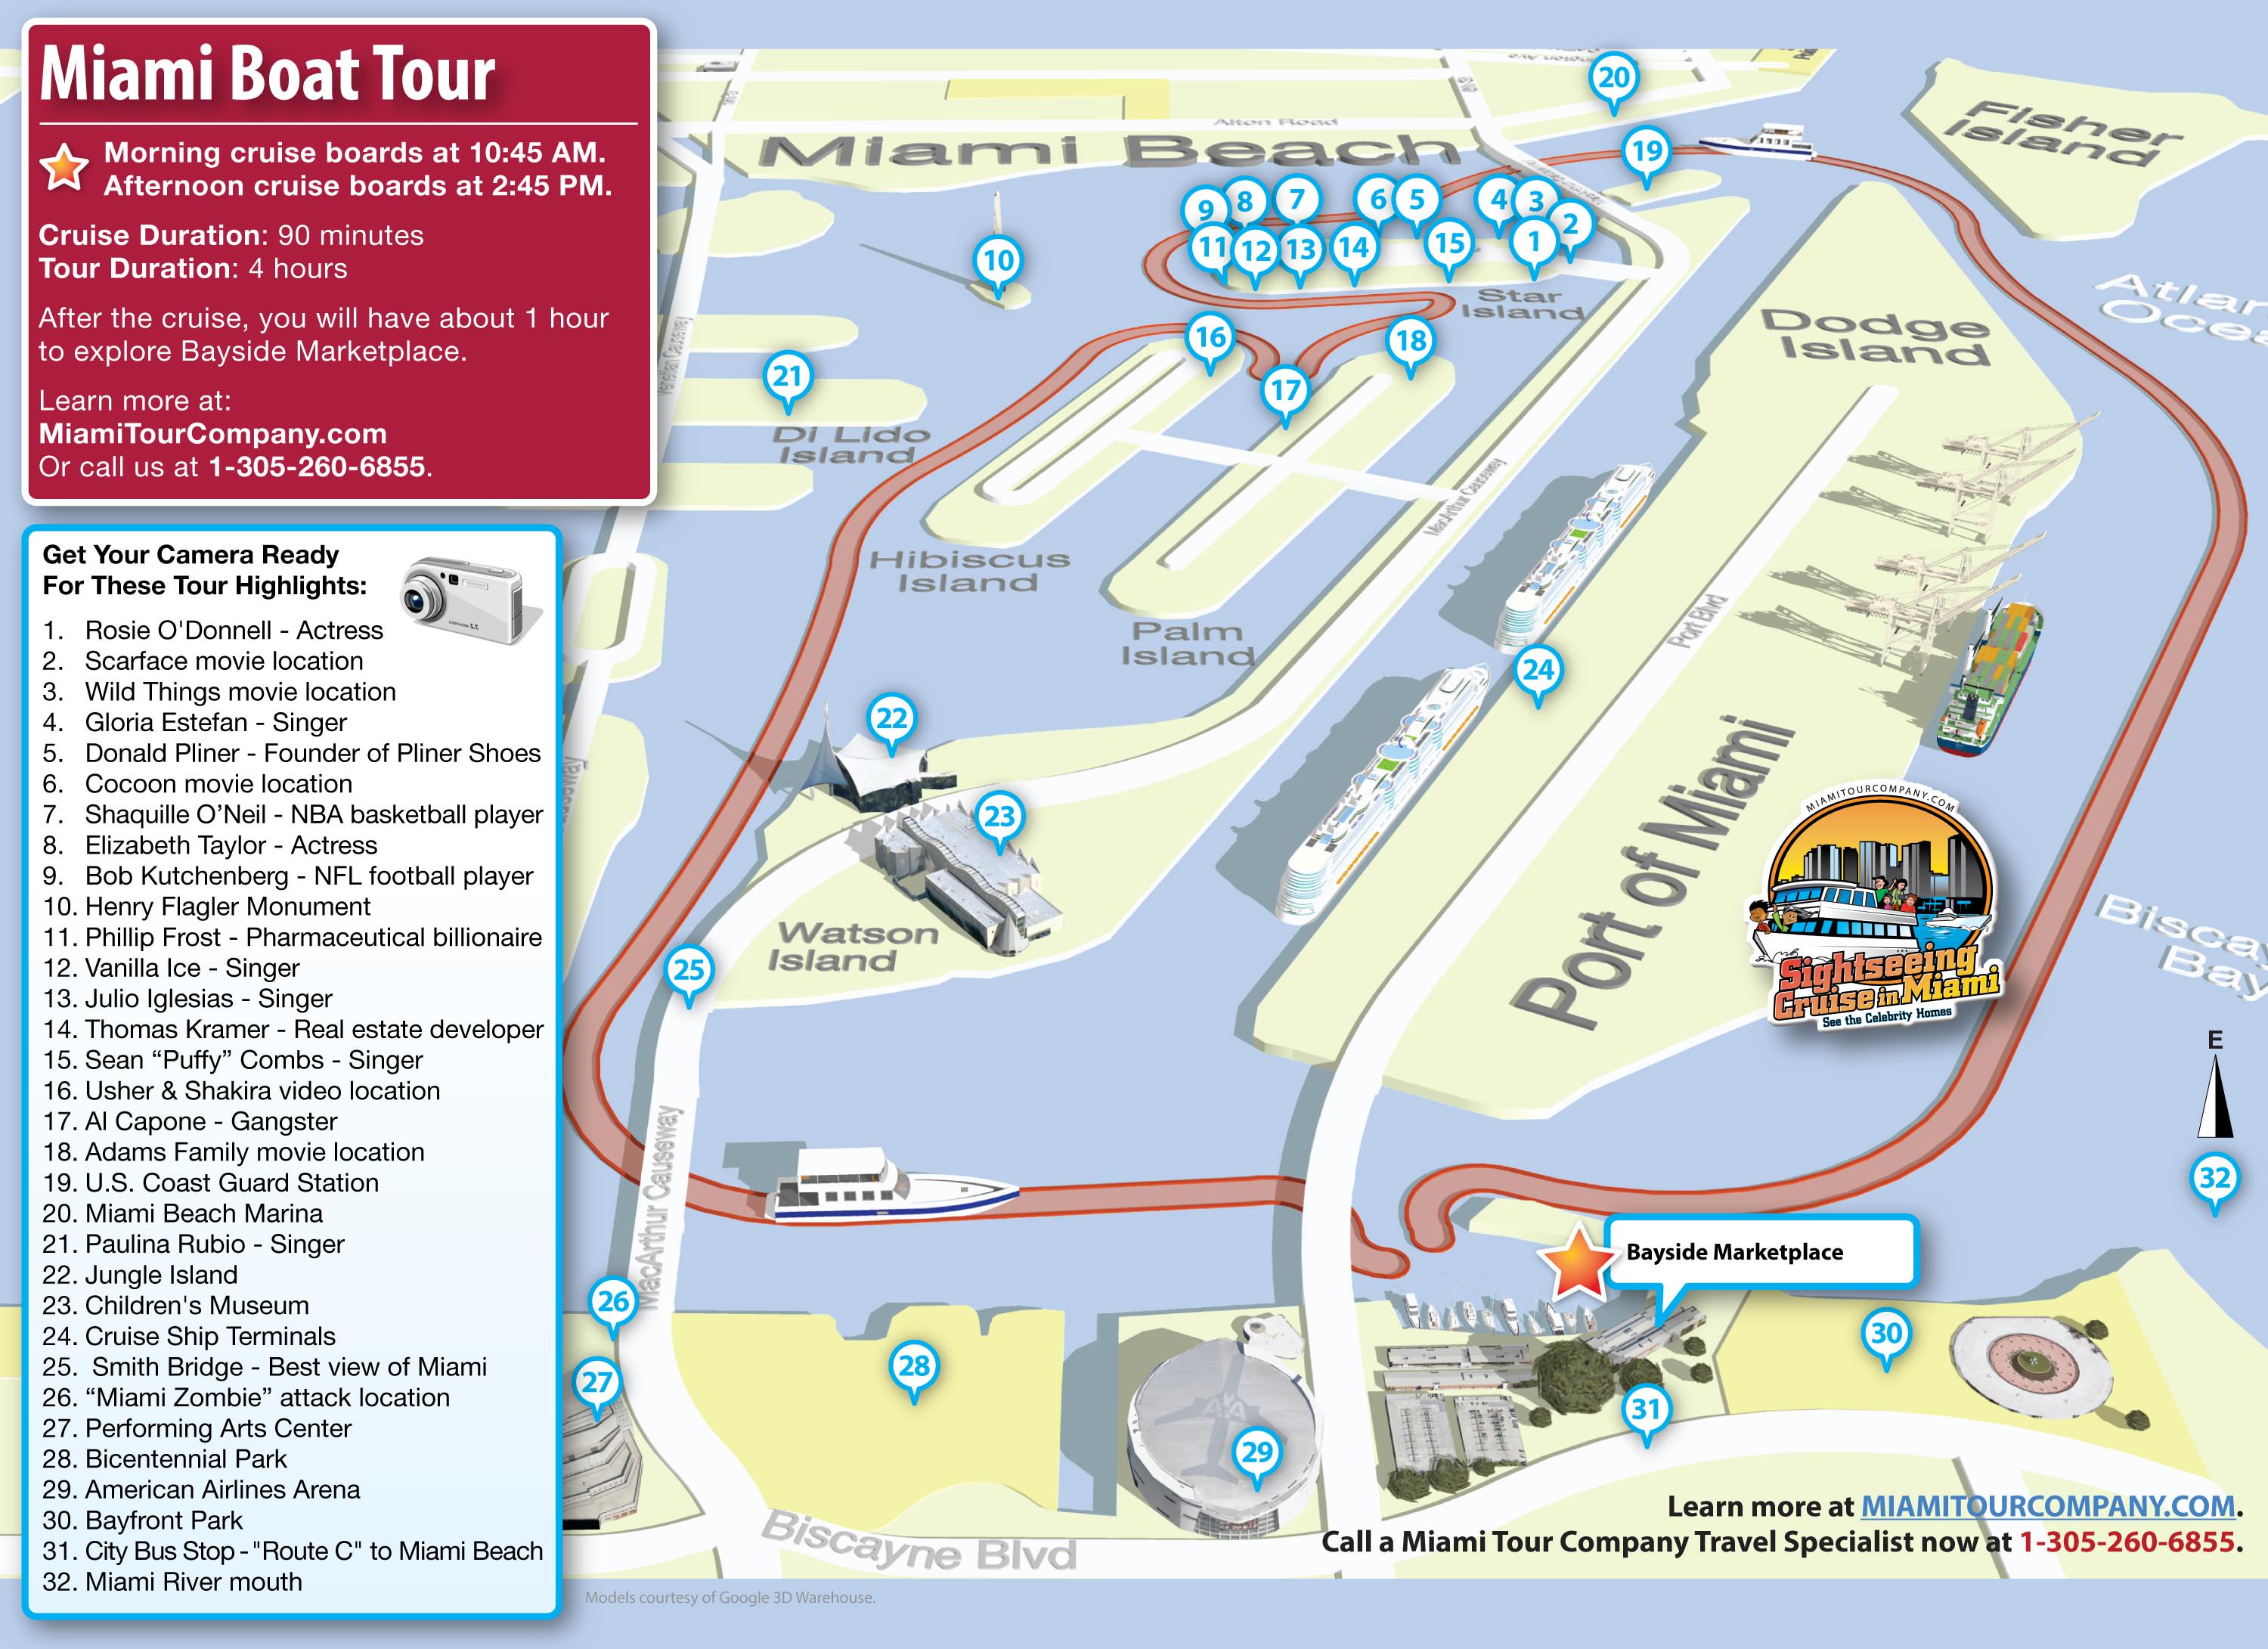 Miami Boat Tour
Morning cruise boards at 10:45 AM.
Afternoon cruise boards at 2:45 PM.
Cruise Duration: 90 minutes
Tour Duration: 4 hours
After the cruise, you will have about 1 hour
to explore Bayside Marketplace.
Learn more at:
MiamiTourCompany.com
Or call us at 1-305-260-6855.
Get Your Camera Ready
For These Tour Highlights:
1. Rosie O'Donnell - Actress
2. Scarface movie location
3. Wild Things movie location
4. Gloria Estefan - Singer
5. Donald Pliner - Founder of Pliner Shoes
6. Cocoon movie location
7. Shaquille O’Neil - NBA basketball player
8. Elizabeth Taylor - Actress
9. Bob Kutchenberg - NFL football player
10. Henry Flagler Monument
11. Phillip Frost - Pharmaceutical billionaire
12. Vanilla Ice - Singer
13. Julio Iglesias - Singer
14. Thomas Kramer - Real estate developer
15. Sean “Puffy” Combs - Singer
16. Usher & Shakira video location
17. Al Capone - Gangster
18. Adams Family movie location
19. U.S. Coast Guard Station
20. Miami Beach Marina
21. Paulina Rubio - Singer
22. Jungle Island
23. Children's Museum
24. Cruise Ship Terminals
25. Smith Bridge - Best view of Miami
26. “Miami Zombie” attack location
27. Performing Arts Center
28. Bicentennial Park
29. American Airlines Arena
30. Bayfront Park
31. City Bus Stop - "Route C" to Miami Beach
32. Miami River mouth
20
Fisher
Island
Alton Road
Miami Beach
19
9 8 7 6 5 4 3 2
11 12 13 14 15 1
10
Star
Island
Atlan
Ocea
Dodge
Island
16
18
17
21
Venetian Causeway
Di Lido
Island
MacArthur Causeway
Hibiscus
Island
Palm
Island
Port Blvd
24
22
23
Port of Miami
MIAMITOURCOMPANY.COM
Sightseeing
Cruise in Miami
See the Celebrity Homes
Watson
Island
Bisca
Bay
25
E
32
MacArthur Causeway
Bayside Marketplace
26
27
28
29
30
31
Biscayne Blvd
Learn more at MIAMITOURCOMPANY.COM.
Call a Miami Tour Company Travel Specialist now at 1-305-260-6855.
Models courtesy of Google 3D Warehouse.